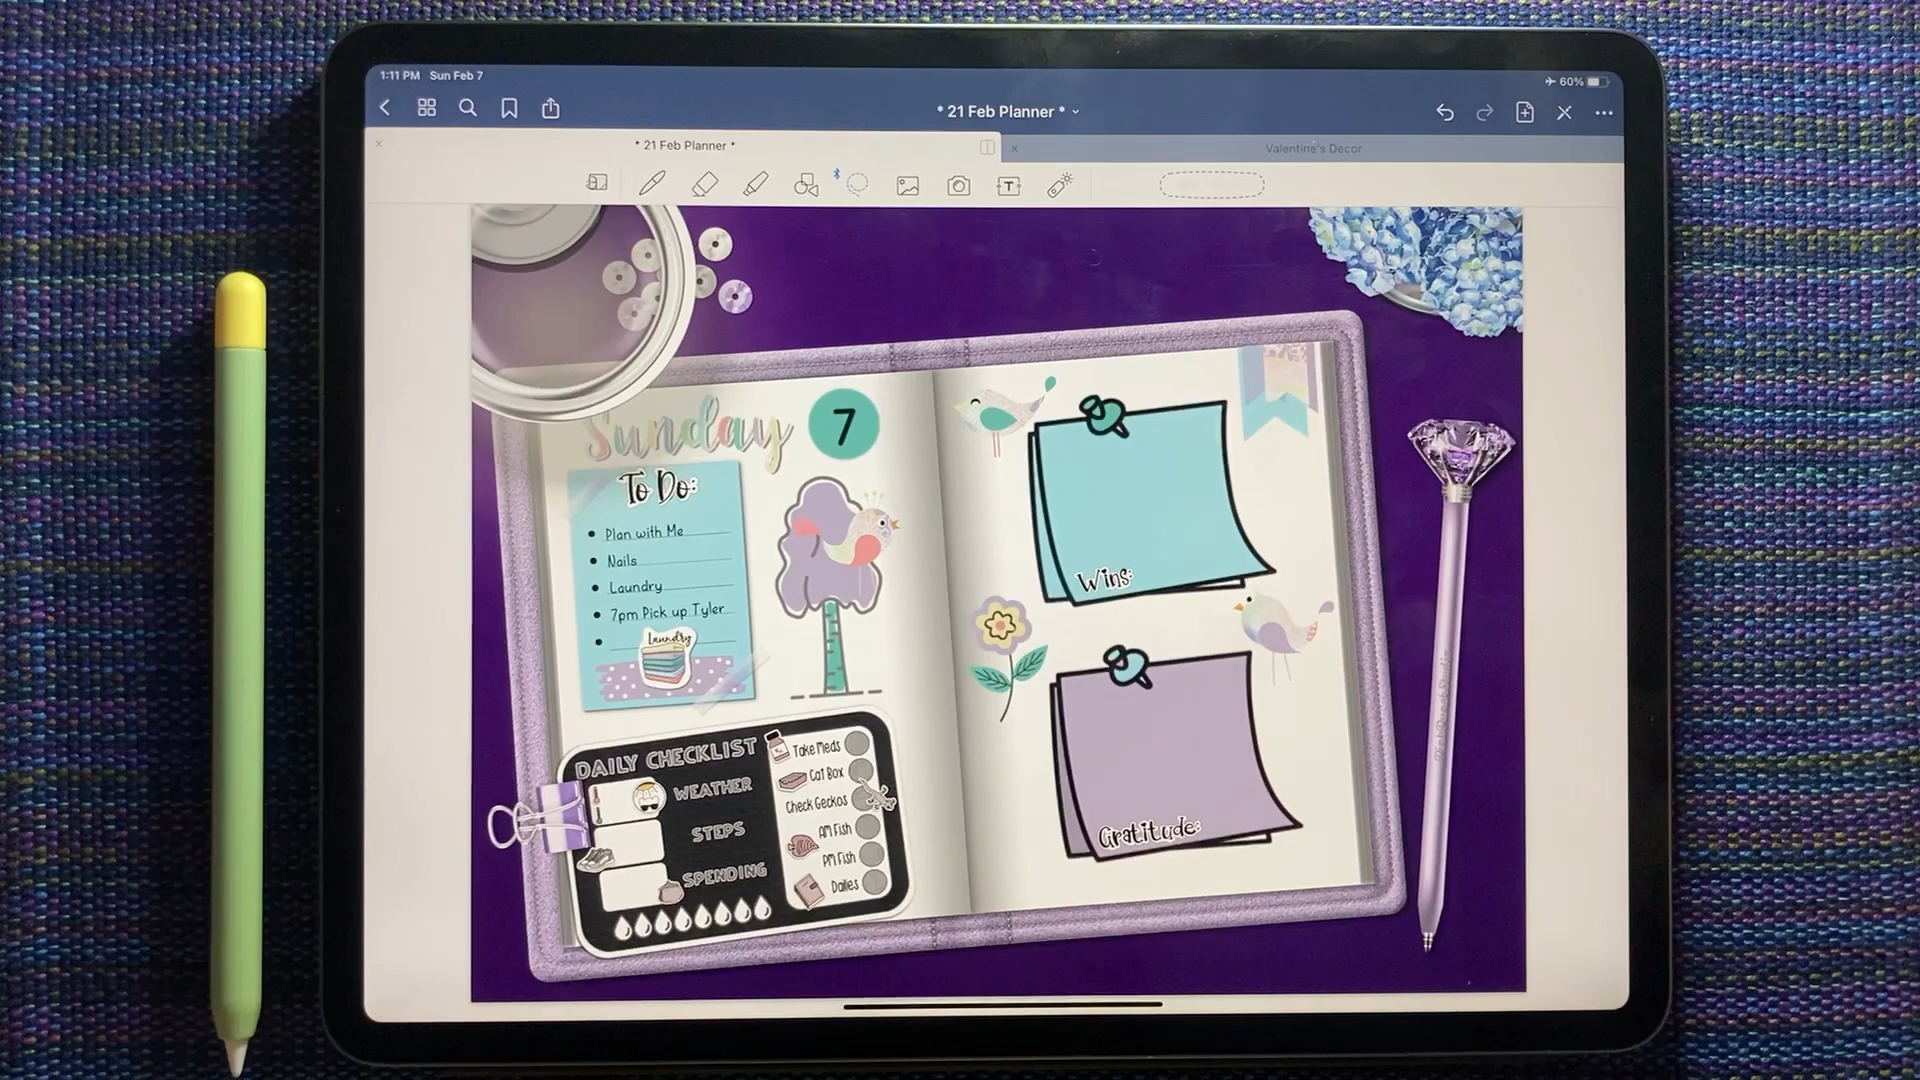 1:11 PM Sun Feb 7
60%
* 21 Feb Planner *
* 21 Feb Planner *
Valentine's Decor
T
Sunday 7
To Do:
• Plan with Me
• Nails
• Laundry
• 7pm Pick up Tyler
•
Laundry
DAILY CHECKLIST
WEATHER
STEPS
SPENDING
Take Meds
Cat Box
Check Geckos
AM Fish
PM Fish
Dailies
Wins:
Gratitude: